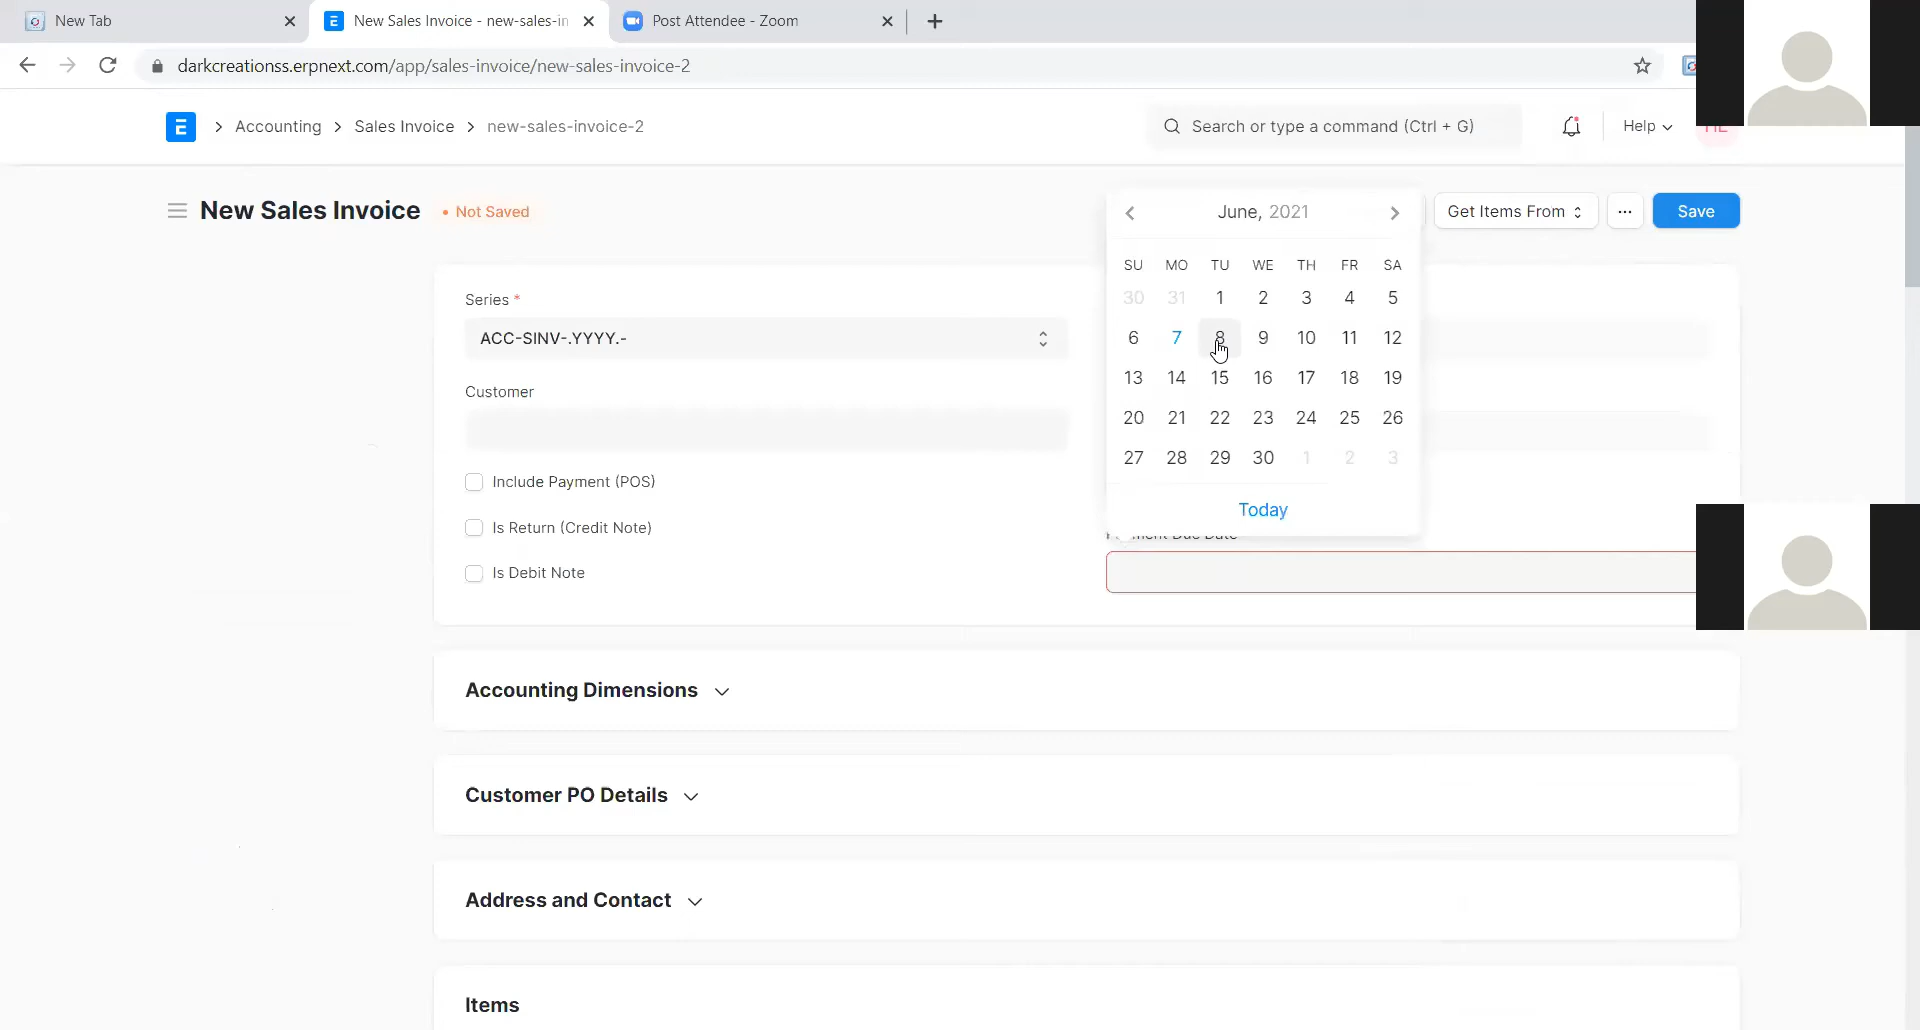 New Tab
New Sales Invoice - new-sales-in
Post Attendee - Zoom
darkcreationss.erpnext.com/app/sales-invoice/new-sales-invoice-2
E > Accounting > Sales Invoice > new-sales-invoice-2
Search or type a command (Ctrl + G)
Help
New Sales Invoice
• Not Saved
Get Items From
...
Save
June, 2021
SU MO TU WE TH FR SA
30 31 1 2 3 4 5
6 7 8 9 10 11 12
13 14 15 16 17 18 19
20 21 22 23 24 25 26
27 28 29 30 1 2 3
Today
Series *
ACC-SINV-.YYYY.-
Customer
Include Payment (POS)
Is Return (Credit Note)
Is Debit Note
Due Date
Accounting Dimensions
Customer PO Details
Address and Contact
Items